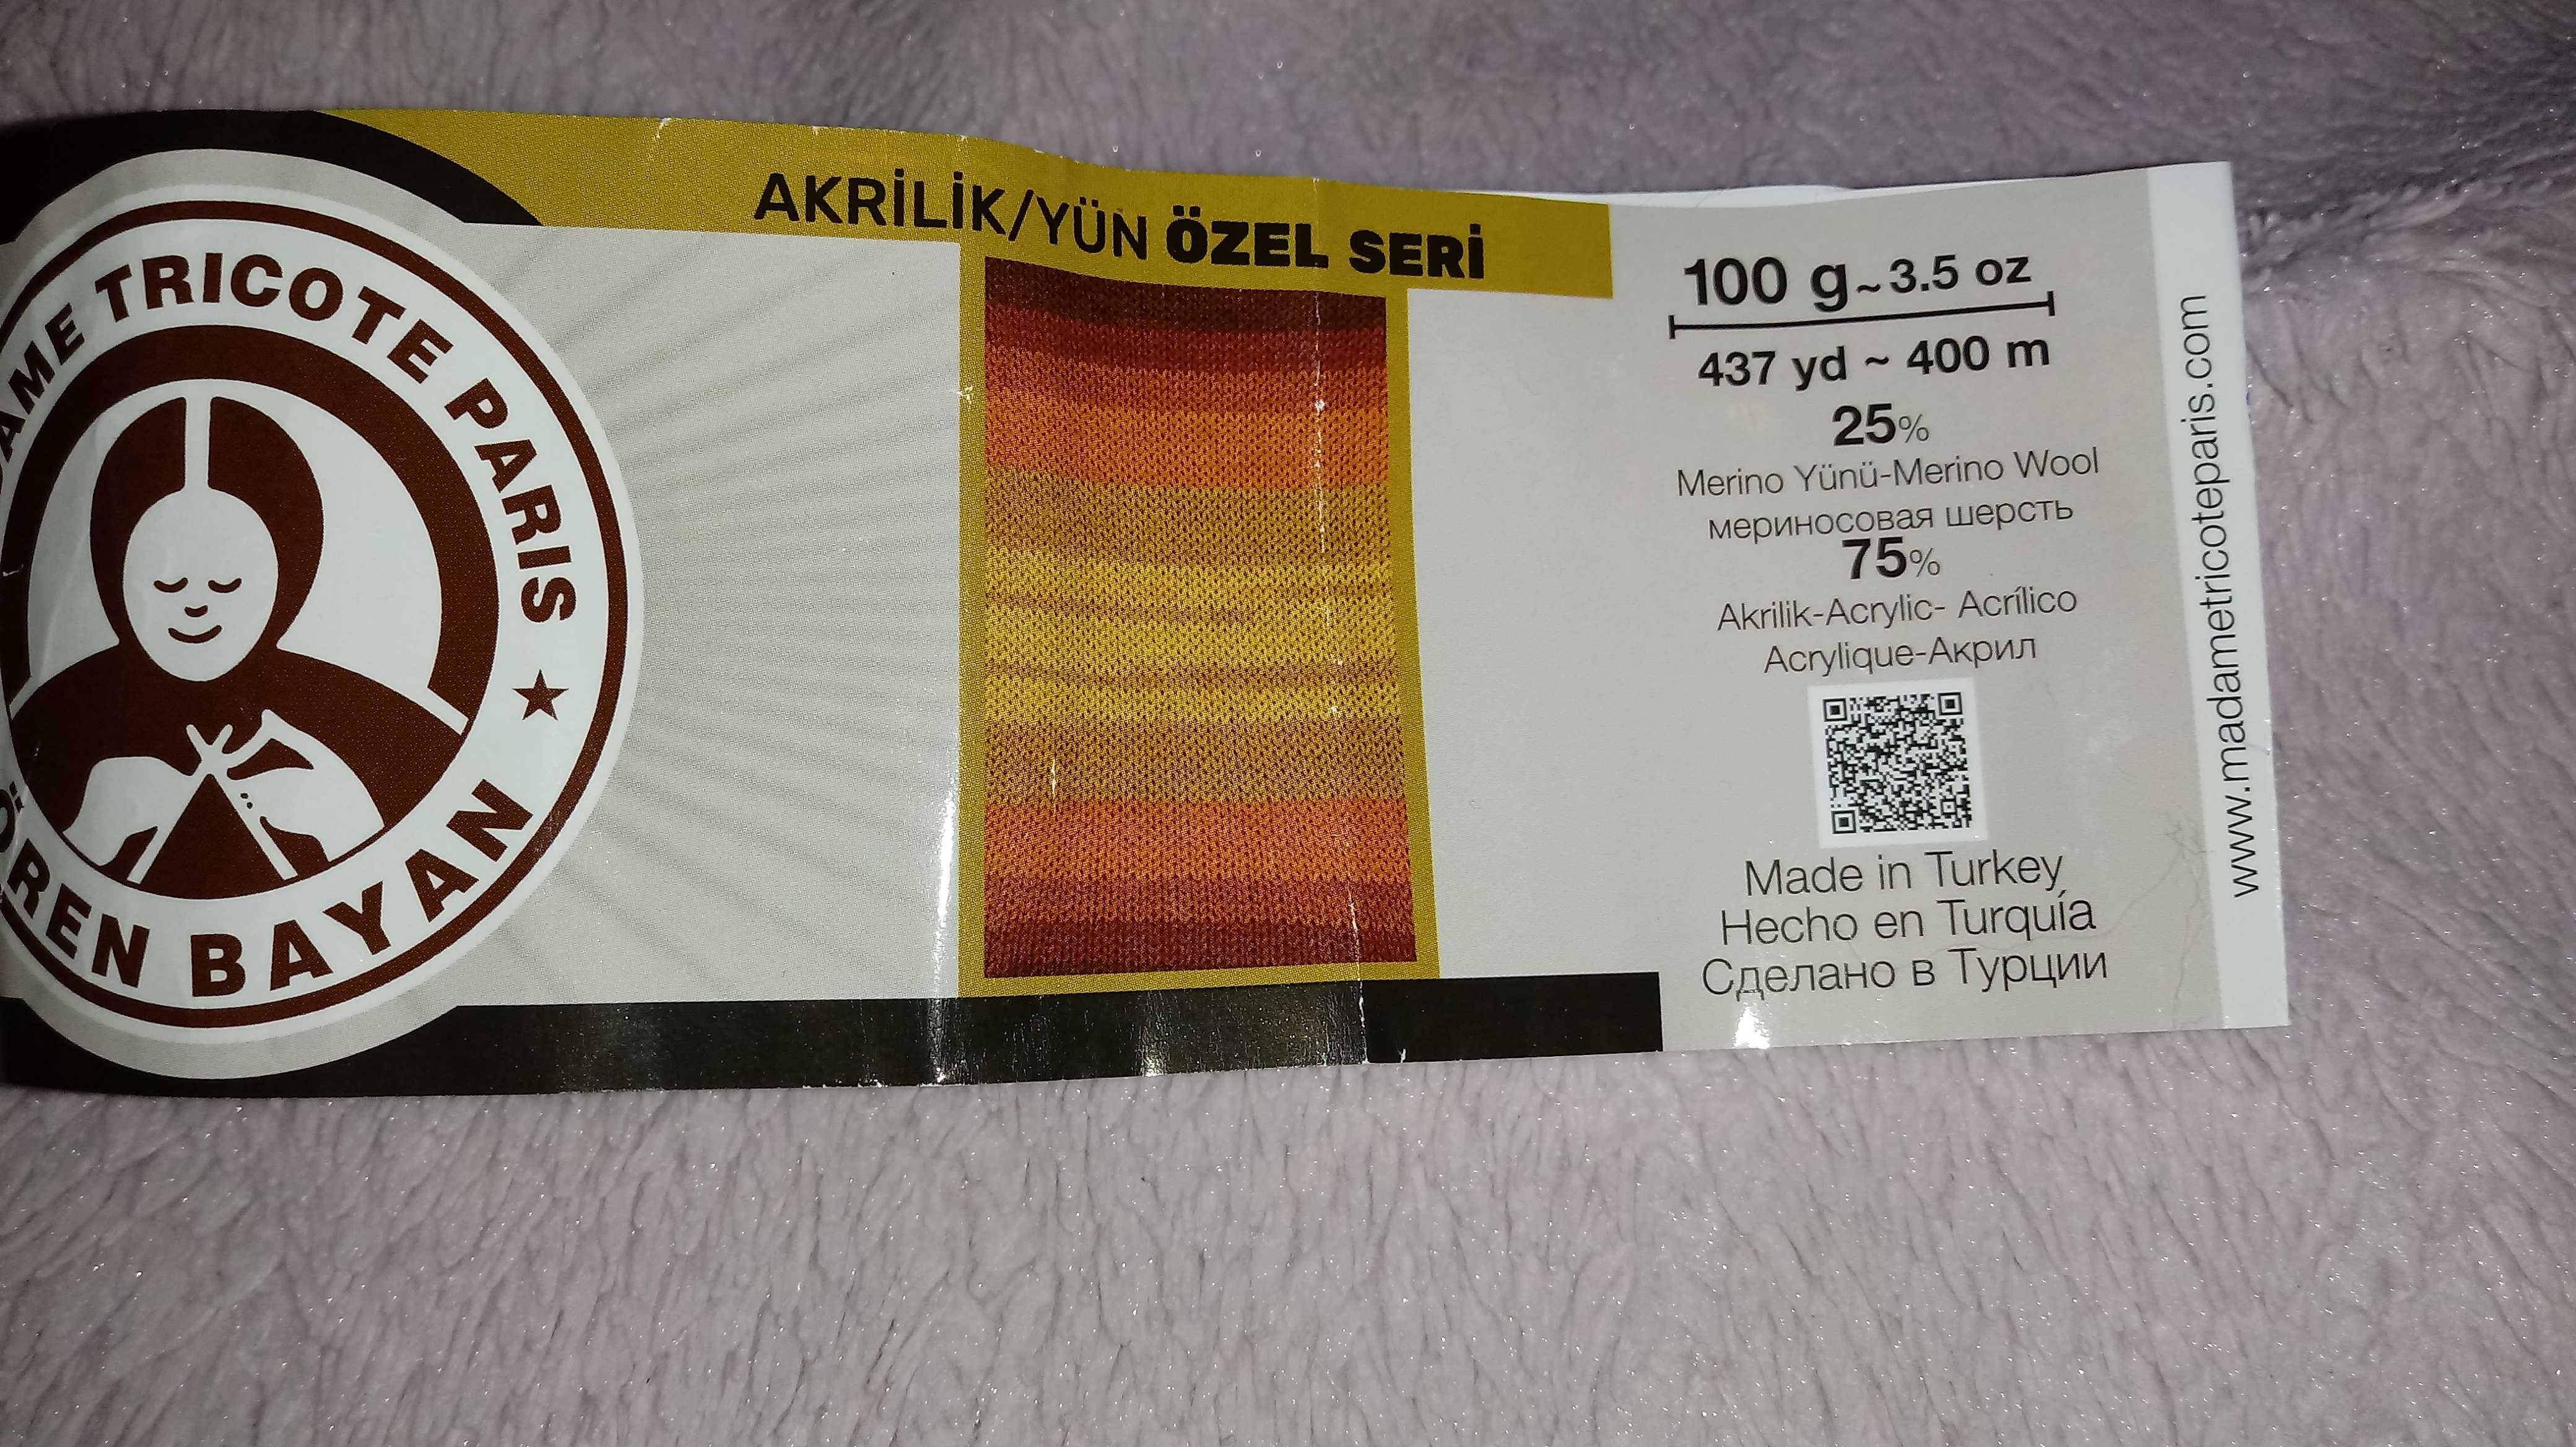 TRICOTE PARIS
BAYAN
AKRİLİK/YÜN ÖZEL SERİ
100 g~3.5 oz
437 yd ~ 400 m
25%
Merino Yünü-Merino Wool
мериносовая шерсть
75%
Akrilik-Acrylic- Acrílico
Acrylique-Акрил
Made in Turkey
Hecho en Turquía
Сделано в Турции
www.madametricoteparis.com